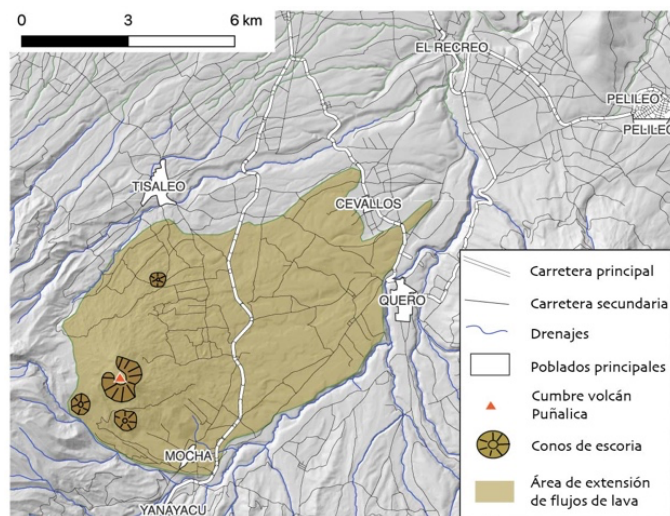 0 3 6 km
EL RECREO
PELILEO
PELILEO
TISALEO
CEVALLOS
QUERO
MOCHA
YANAYACU
Carretera principal
Carretera secundaria
Drenajes
Poblados principales
Cumbre volcán
Puñalica
Conos de escoria
Área de extensión
de flujos de lava